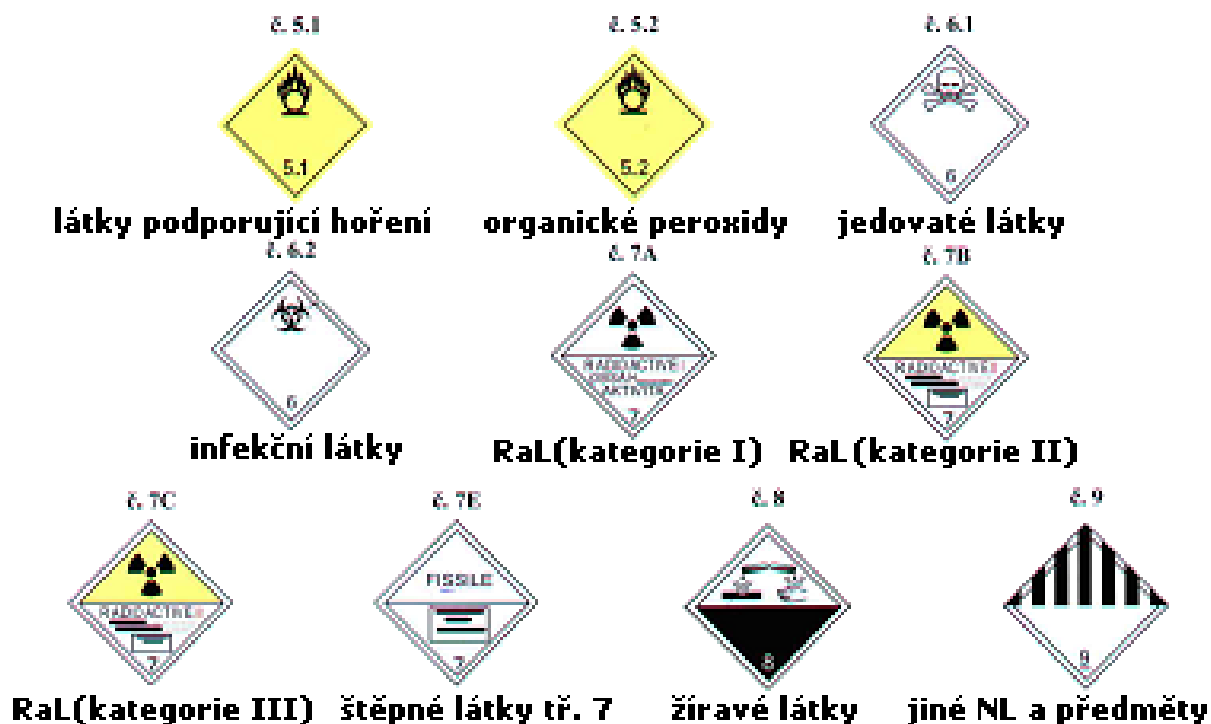 č. 5.1 č. 5.2 č. 6.1
5.1 5.2 6
látky podporující hoření organické peroxidy jedovaté látky
č. 6.2 č. 7A č. 7B
RADIOACTIVE I RADIOACTIVE II
6 7 7
infekční látky RaL(kategorie I) RaL(kategorie II)
č. 7C č. 7E č. 8 č. 9
FISSILE
RADIOACTIVE
7 7 8 9
RaL(kategorie III) štěpné látky tř. 7 žíravé látky jiné NL a předměty